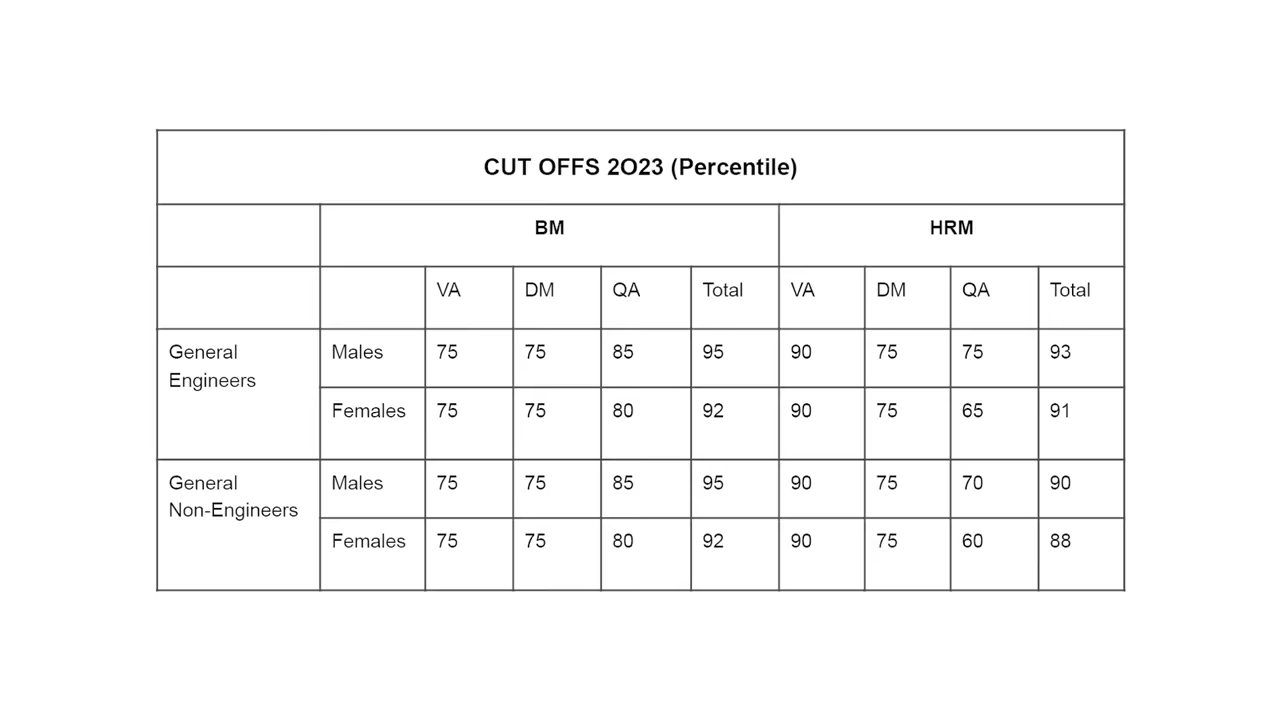 CUT OFFS 2O23 (Percentile)
BM HRM
VA DM QA Total VA DM QA Total
General Engineers Males 75 75 85 95 90 75 75 93
Females 75 75 80 92 90 75 65 91
General Non-Engineers Males 75 75 85 95 90 75 70 90
Females 75 75 80 92 90 75 60 88